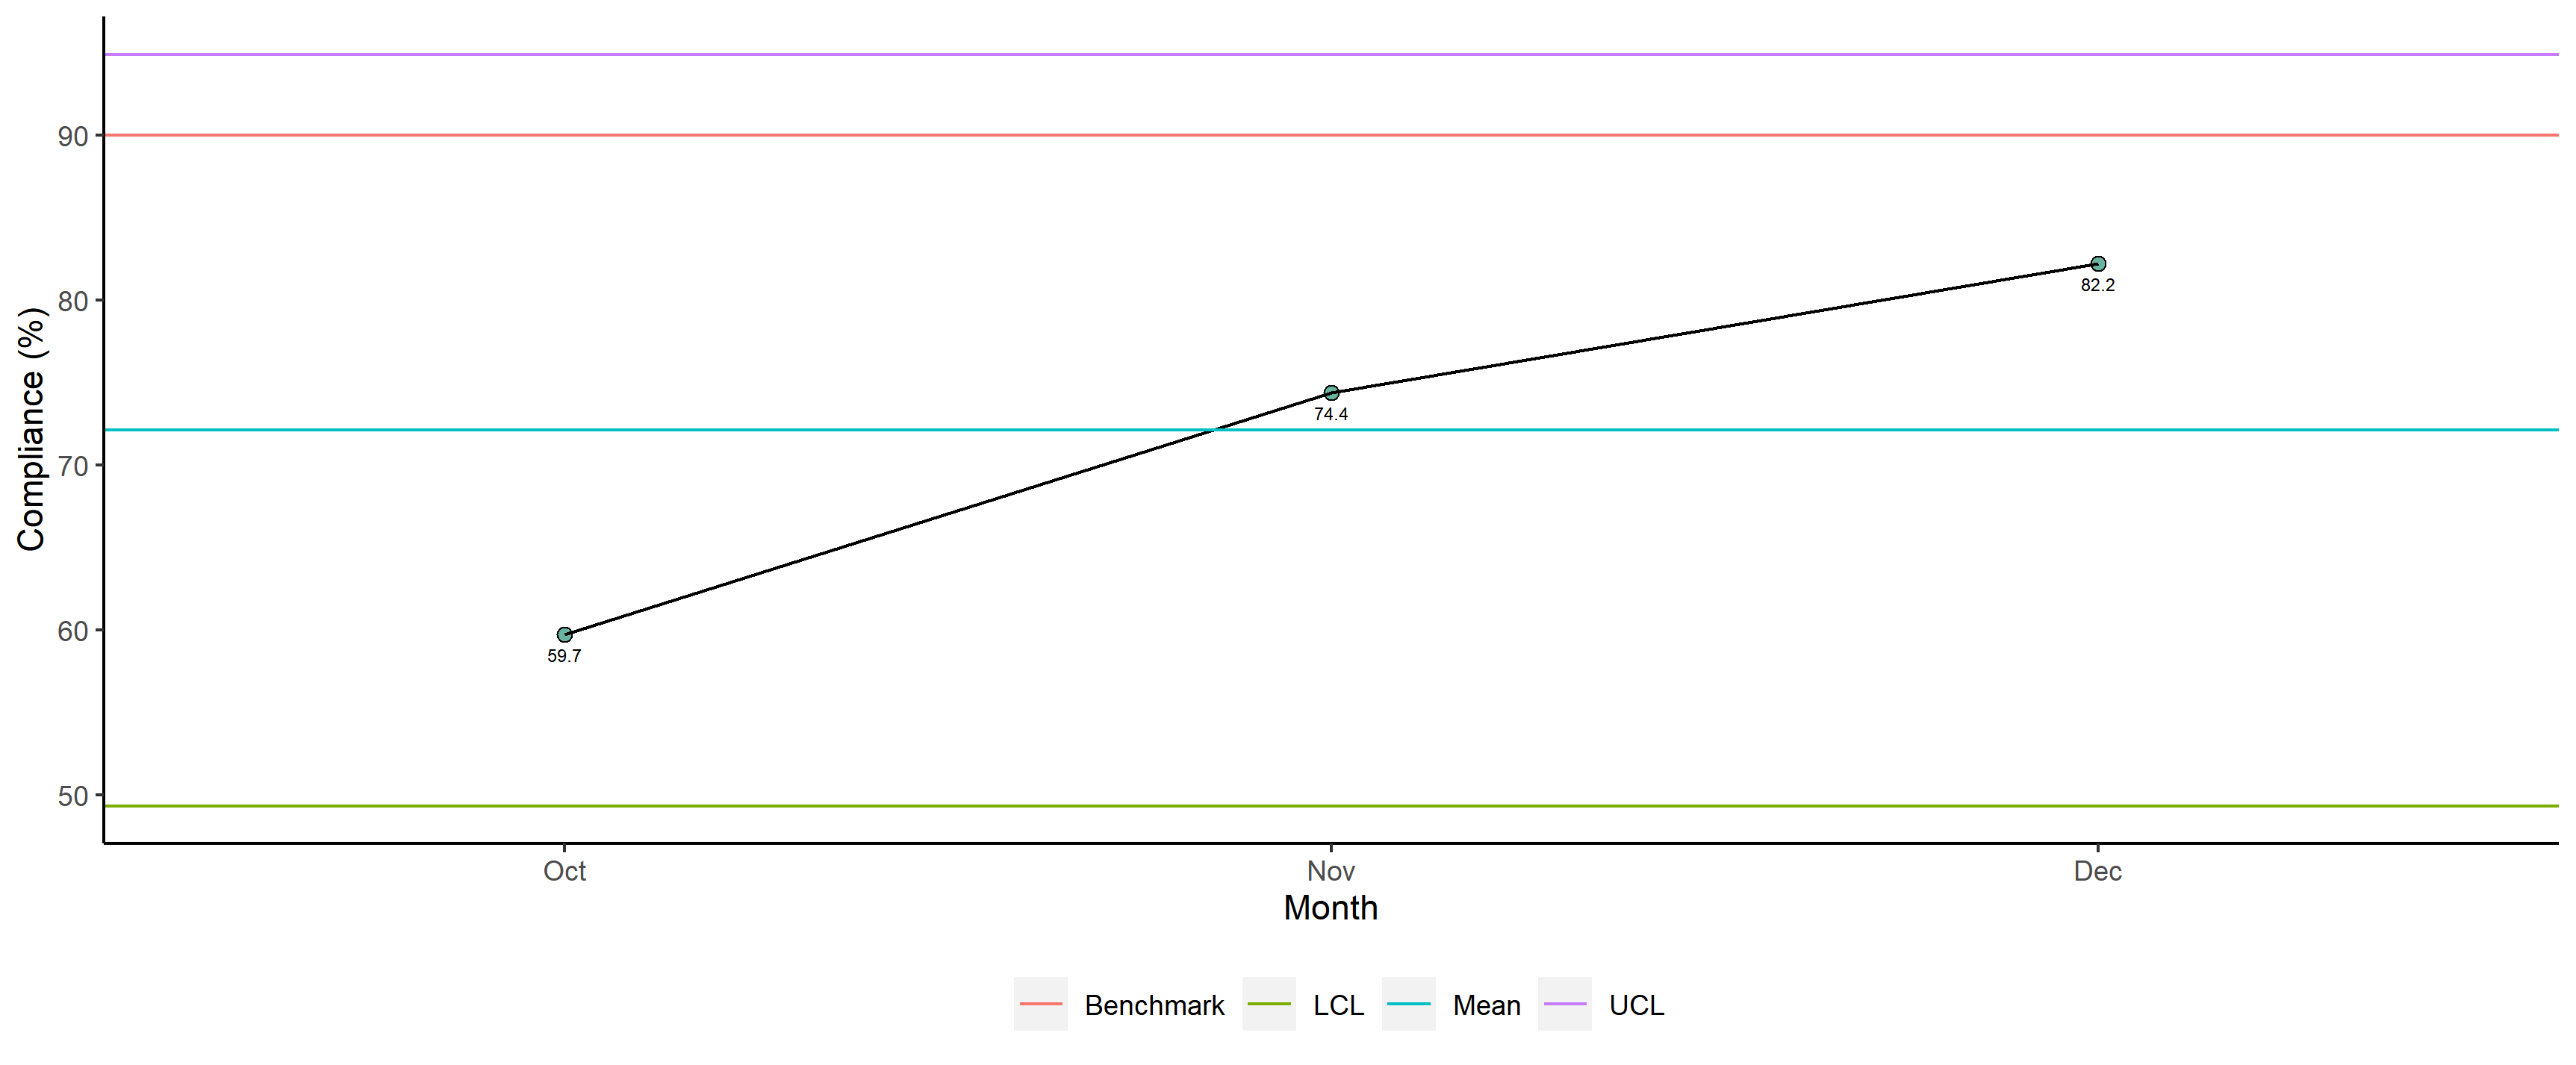 90
80
70
60
50
Compliance (%)
82.2
74.4
59.7
Oct Nov Dec
Month
Benchmark LCL Mean UCL